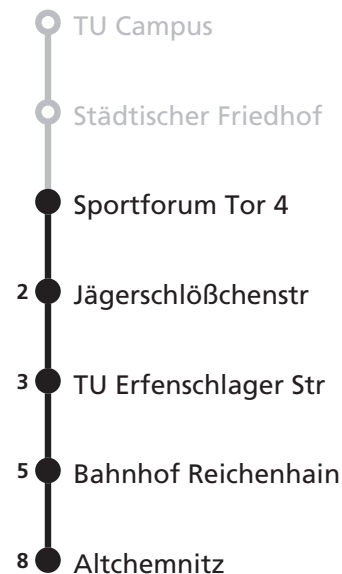 TU Campus
Städtischer Friedhof
Sportforum Tor 4
2 Jägerschlößchenstr
3 TU Erfenschlager Str
5 Bahnhof Reichenhain
8 Altchemnitz